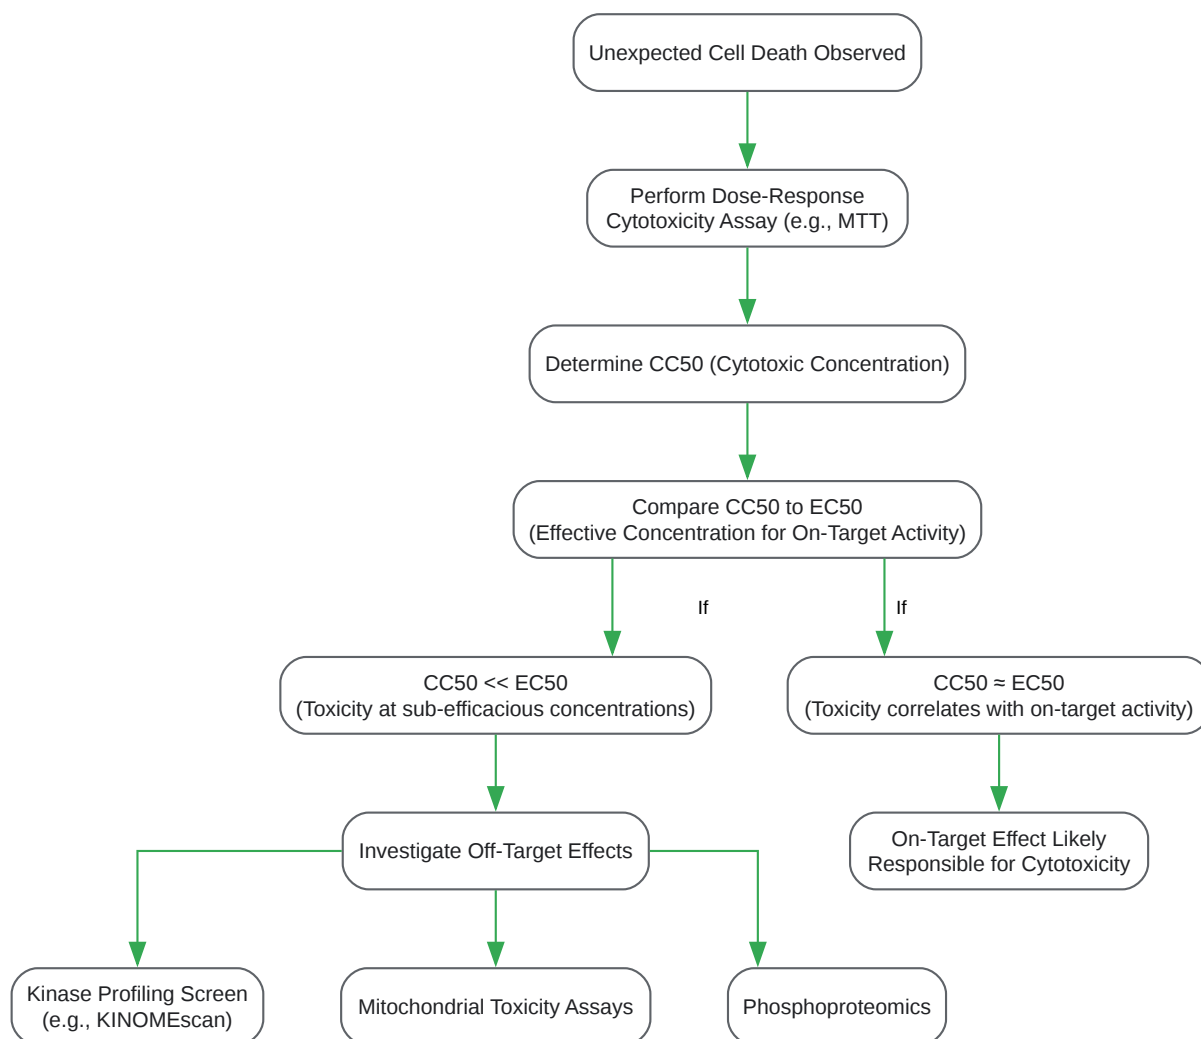 Unexpected Cell Death Observed
Perform Dose-Response
Cytotoxicity Assay (e.g., MTT)
Determine CC50 (Cytotoxic Concentration)
Compare CC50 to EC50
(Effective Concentration for On-Target Activity)
If
If
CC50 << EC50
(Toxicity at sub-efficacious concentrations)
CC50 ≈ EC50
(Toxicity correlates with on-target activity)
Investigate Off-Target Effects
On-Target Effect Likely
Responsible for Cytotoxicity
Kinase Profiling Screen
(e.g., KINOMEscan)
Mitochondrial Toxicity Assays
Phosphoproteomics